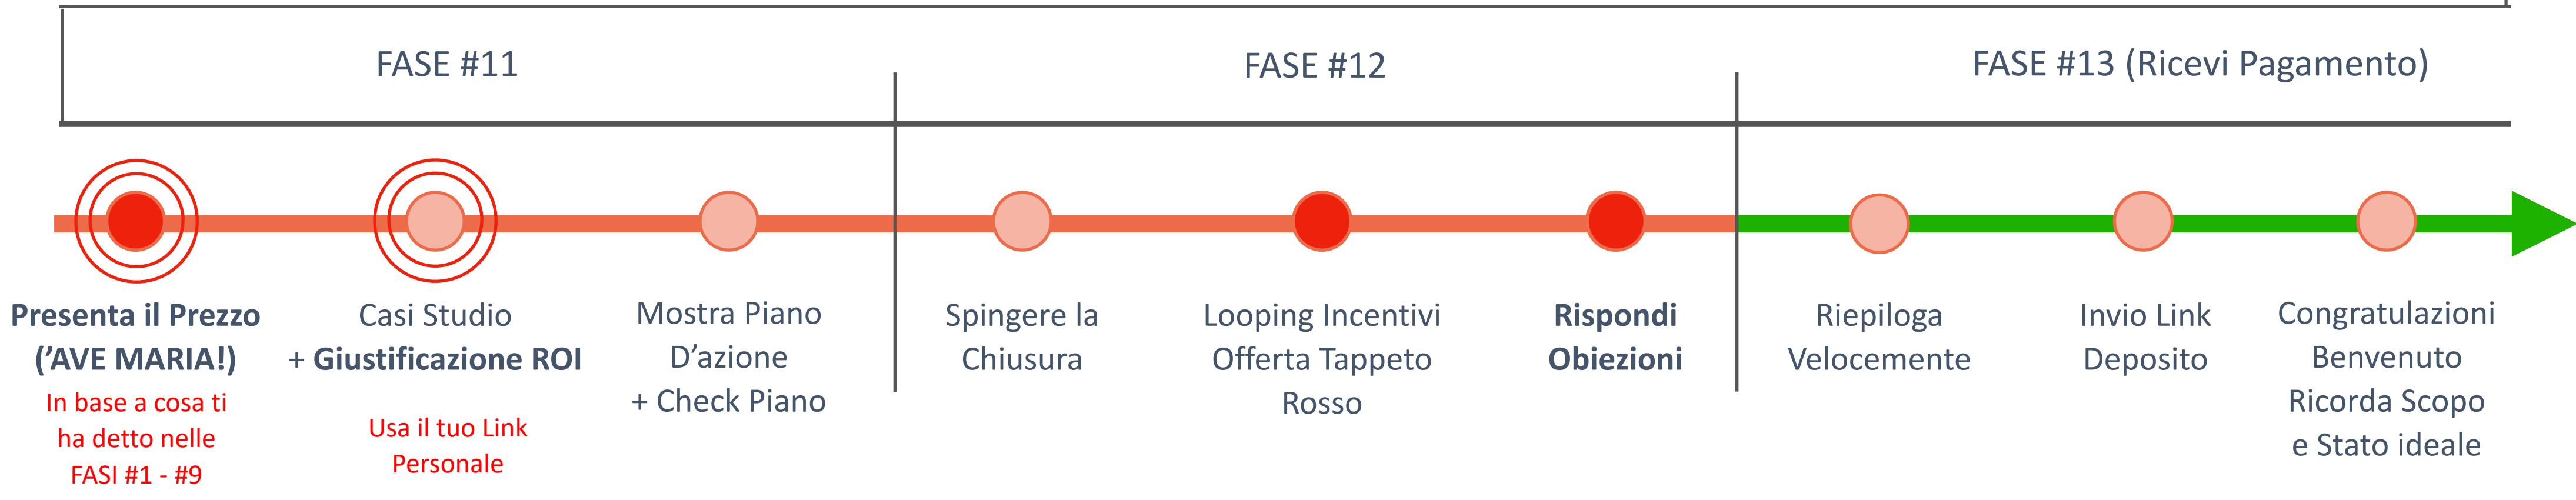 FASE #11
FASE #12
FASE #13 (Ricevi Pagamento)
Presenta il Prezzo
('AVE MARIA!)
In base a cosa ti
ha detto nelle
FASI #1 - #9
Casi Studio
+ Giustificazione ROI
Usa il tuo Link
Personale
Mostra Piano
D'azione
+ Check Piano
Spingere la
Chiusura
Looping Incentivi
Offerta Tappeto
Rosso
Rispondi
Obiezioni
Riepiloga
Velocemente
Invio Link
Deposito
Congratulazioni
Benvenuto
Ricorda Scopo
e Stato ideale